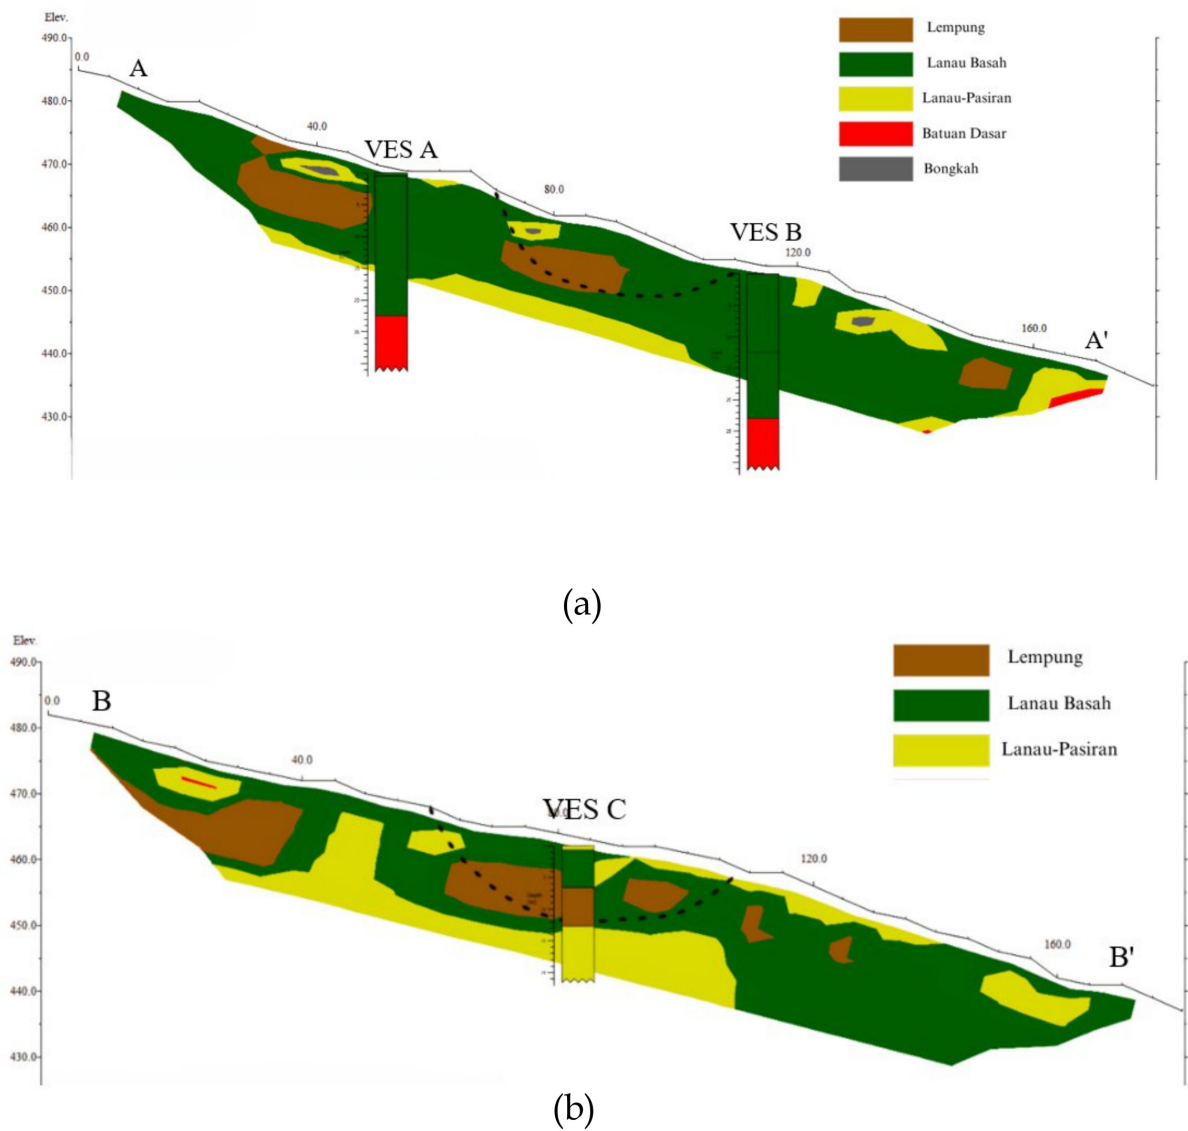 Elev.
490.0
0.0
A
480.0
40.0
VES A
470.0
80.0
460.0
VES B
120.0
450.0
160.0
A'
440.0
430.0
Lempung
Lanau Basah
Lanau-Pasiran
Batuan Dasar
Bongkah
(a)
Elev.
490.0
0.0
B
480.0
40.0
VES C
470.0
120.0
460.0
450.0
160.0
B'
440.0
430.0
Lempung
Lanau Basah
Lanau-Pasiran
(b)